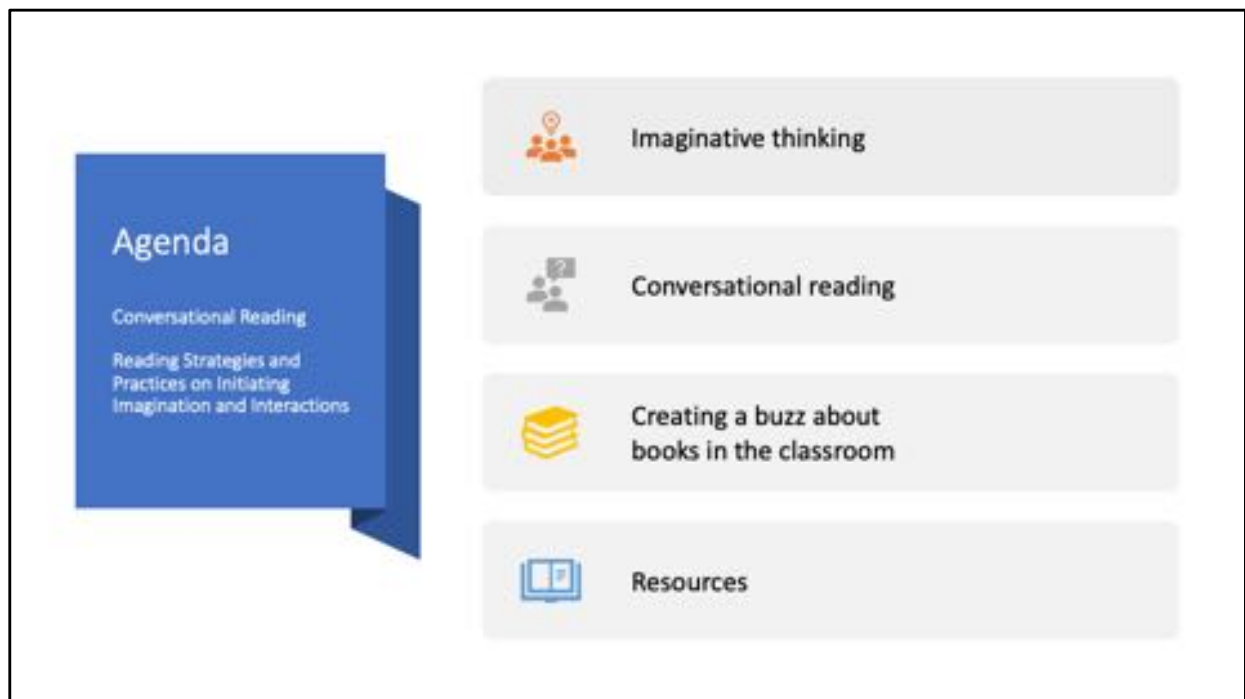 Agenda
Conversational Reading
Reading Strategies and
Practices on Initiating
Imagination and Interactions
Imaginative thinking
?
Conversational reading
Creating a buzz about
books in the classroom
Resources